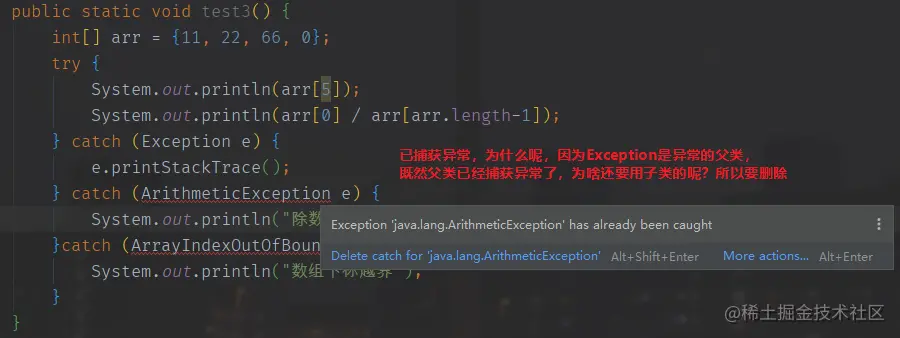 public static void test3() {
int[] arr = {11, 22, 66, 0};
try {
System.out.println(arr[5]);
System.out.println(arr[0] / arr[arr.length-1]);
} catch (Exception e) {
e.printStackTrace();
已捕获异常，为什么呢，因为Exception是异常的父类，
既然父类已经捕获异常了，为啥还要用子类的呢？所以要删除
} catch (ArithmeticException e) {
System.out.println("除数
Exception 'java.lang.ArithmeticException' has already been caught
}catch (ArrayIndexOutOfBoun
Delete catch for 'java.lang.ArithmeticException' Alt+Shift+Enter More actions... Alt+Enter
System.out.println("数组下标越界");
}
}
@稀土掘金技术社区